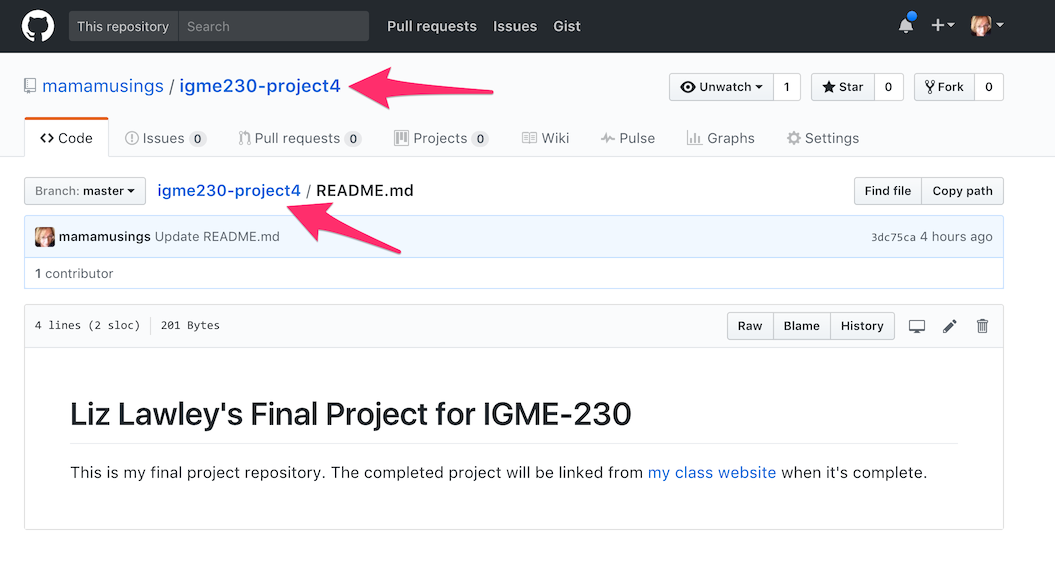 This repository Search Pull requests Issues Gist
mamamusings / igme230-project4 Unwatch 1 Star 0 Fork 0
Code Issues 0 Pull requests 0 Projects 0 Wiki Pulse Graphs Settings
Branch: master igme230-project4 / README.md Find file Copy path
mamamusings Update README.md 3dc75ca 4 hours ago
1 contributor
4 lines (2 sloc) 201 Bytes Raw Blame History
Liz Lawley's Final Project for IGME-230
This is my final project repository. The completed project will be linked from my class website when it's complete.